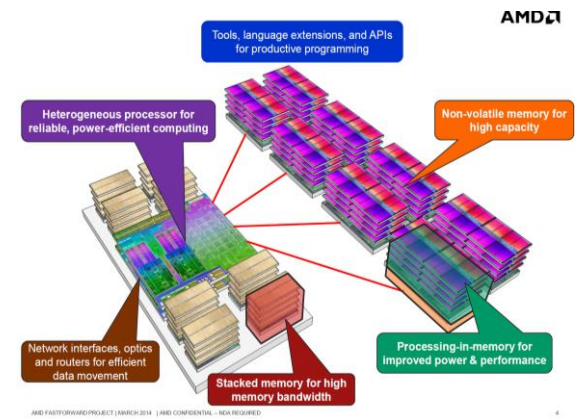 AMD
Tools, language extensions, and APIs
for productive programming
Heterogeneous processor for
reliable, power-efficient computing
Non-volatile memory for
high capacity
Network interfaces, optics
and routers for efficient
data movement
Stacked memory for high
memory bandwidth
Processing-in-memory for
improved power & performance
AMD FASTFORWARD PROJECT | MARCH 2014 | AMD CONFIDENTIAL – NDA REQUIRED
4